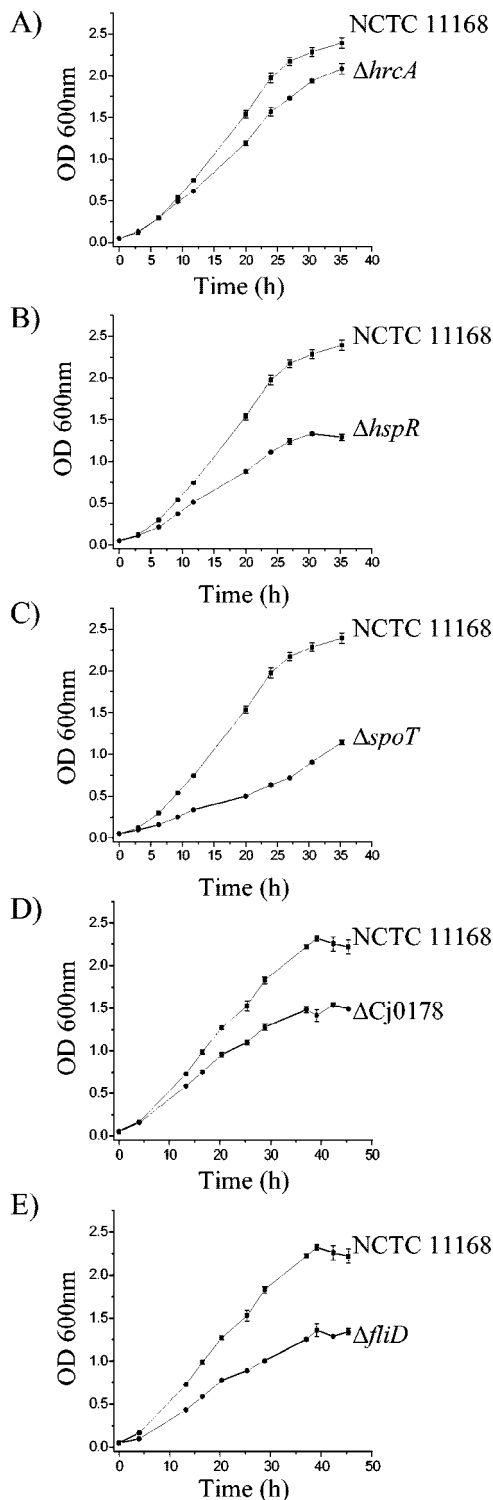 A)
NCTC 11168
ΔhrcA
OD 600nm
2.5
2.0
1.5
1.0
0.5
0.0
0 5 10 15 20 25 30 35 40
Time (h)
B)
NCTC 11168
ΔhspR
OD 600nm
2.5
2.0
1.5
1.0
0.5
0.0
0 5 10 15 20 25 30 35 40
Time (h)
C)
NCTC 11168
ΔspoT
OD 600nm
2.5
2.0
1.5
1.0
0.5
0.0
0 5 10 15 20 25 30 35 40
Time (h)
D)
NCTC 11168
ΔCj0178
OD 600nm
2.5
2.0
1.5
1.0
0.5
0.0
0 10 20 30 40 50
Time (h)
E)
NCTC 11168
ΔfliD
OD 600nm
2.5
2.0
1.5
1.0
0.5
0.0
0 10 20 30 40 50
Time (h)